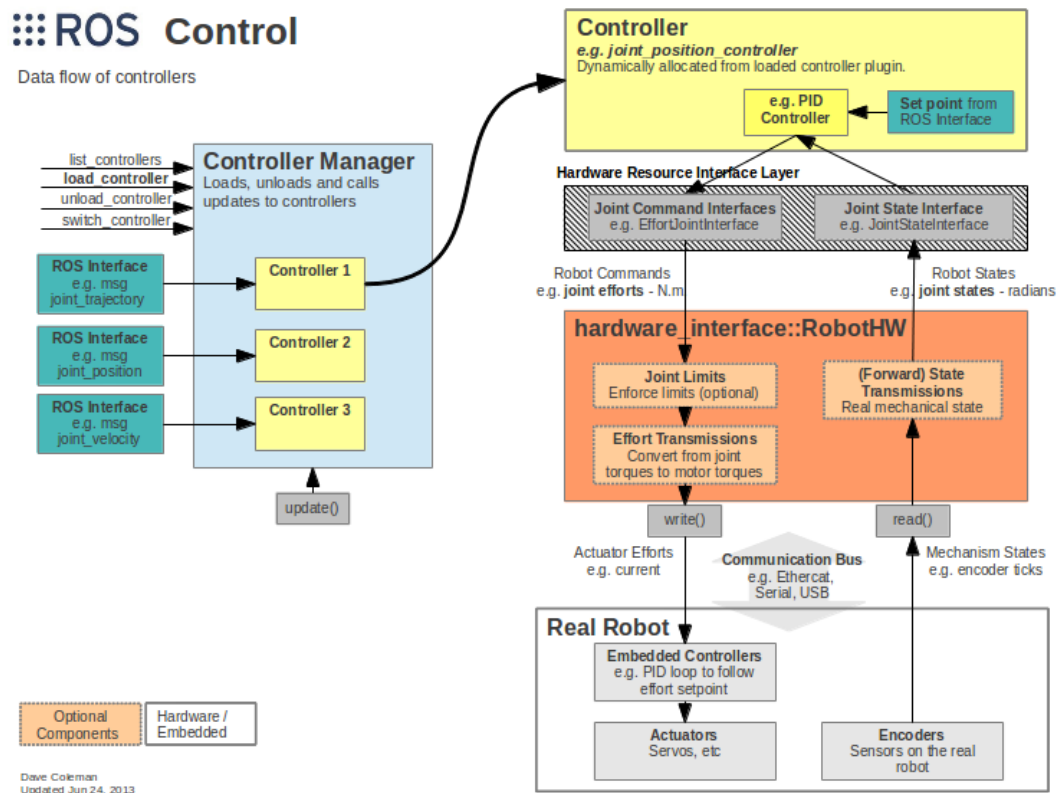 ROS Control
Data flow of controllers
list_controllers
load_controller
unload_controller
switch_controller
Controller Manager
Loads, unloads and calls
updates to controllers
ROS Interface
e.g. msg
joint_trajectory
Controller 1
ROS Interface
e.g. msg
joint_position
Controller 2
ROS Interface
e.g. msg
joint_velocity
Controller 3
update()
Controller
e.g. joint_position_controller
Dynamically allocated from loaded controller plugin.
e.g. PID
Controller
Set point from
ROS Interface
Hardware Resource Interface Layer
Joint Command Interfaces
e.g. EffortJointInterface
Joint State Interface
e.g. JointStateInterface
Robot Commands
e.g. joint efforts - N.m
Robot States
e.g. joint states - radians
hardware_interface::RobotHW
Joint Limits
Enforce limits (optional)
Effort Transmissions
Convert from joint
torques to motor torques
(Forward) State
Transmissions
Real mechanical state
write()
read()
Actuator Efforts
e.g. current
Communication Bus
e.g. Ethercat,
Serial, USB
Mechanism States
e.g. encoder ticks
Real Robot
Embedded Controllers
e.g. PID loop to follow
effort setpoint
Actuators
Servos, etc
Encoders
Sensors on the real
robot
Optional
Components
Hardware /
Embedded
Dave Coleman
Updated Jun 24, 2013